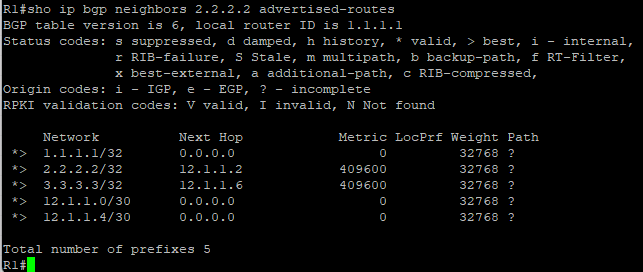 R1#sho ip bgp neighbors 2.2.2.2 advertised-routes
BGP table version is 6, local router ID is 1.1.1.1
Status codes: s suppressed, d damped, h history, * valid, > best, i - internal,
              r RIB-failure, S Stale, m multipath, b backup-path, f RT-Filter,
              x best-external, a additional-path, c RIB-compressed,
Origin codes: i - IGP, e - EGP, ? - incomplete
RPKI validation codes: V valid, I invalid, N Not found

     Network          Next Hop            Metric LocPrf Weight Path
 *>  1.1.1.1/32       0.0.0.0                  0         32768 ?
 *>  2.2.2.2/32       12.1.1.2            409600         32768 ?
 *>  3.3.3.3/32       12.1.1.6            409600         32768 ?
 *>  12.1.1.0/30      0.0.0.0                  0         32768 ?
 *>  12.1.1.4/30      0.0.0.0                  0         32768 ?

Total number of prefixes 5
R1#